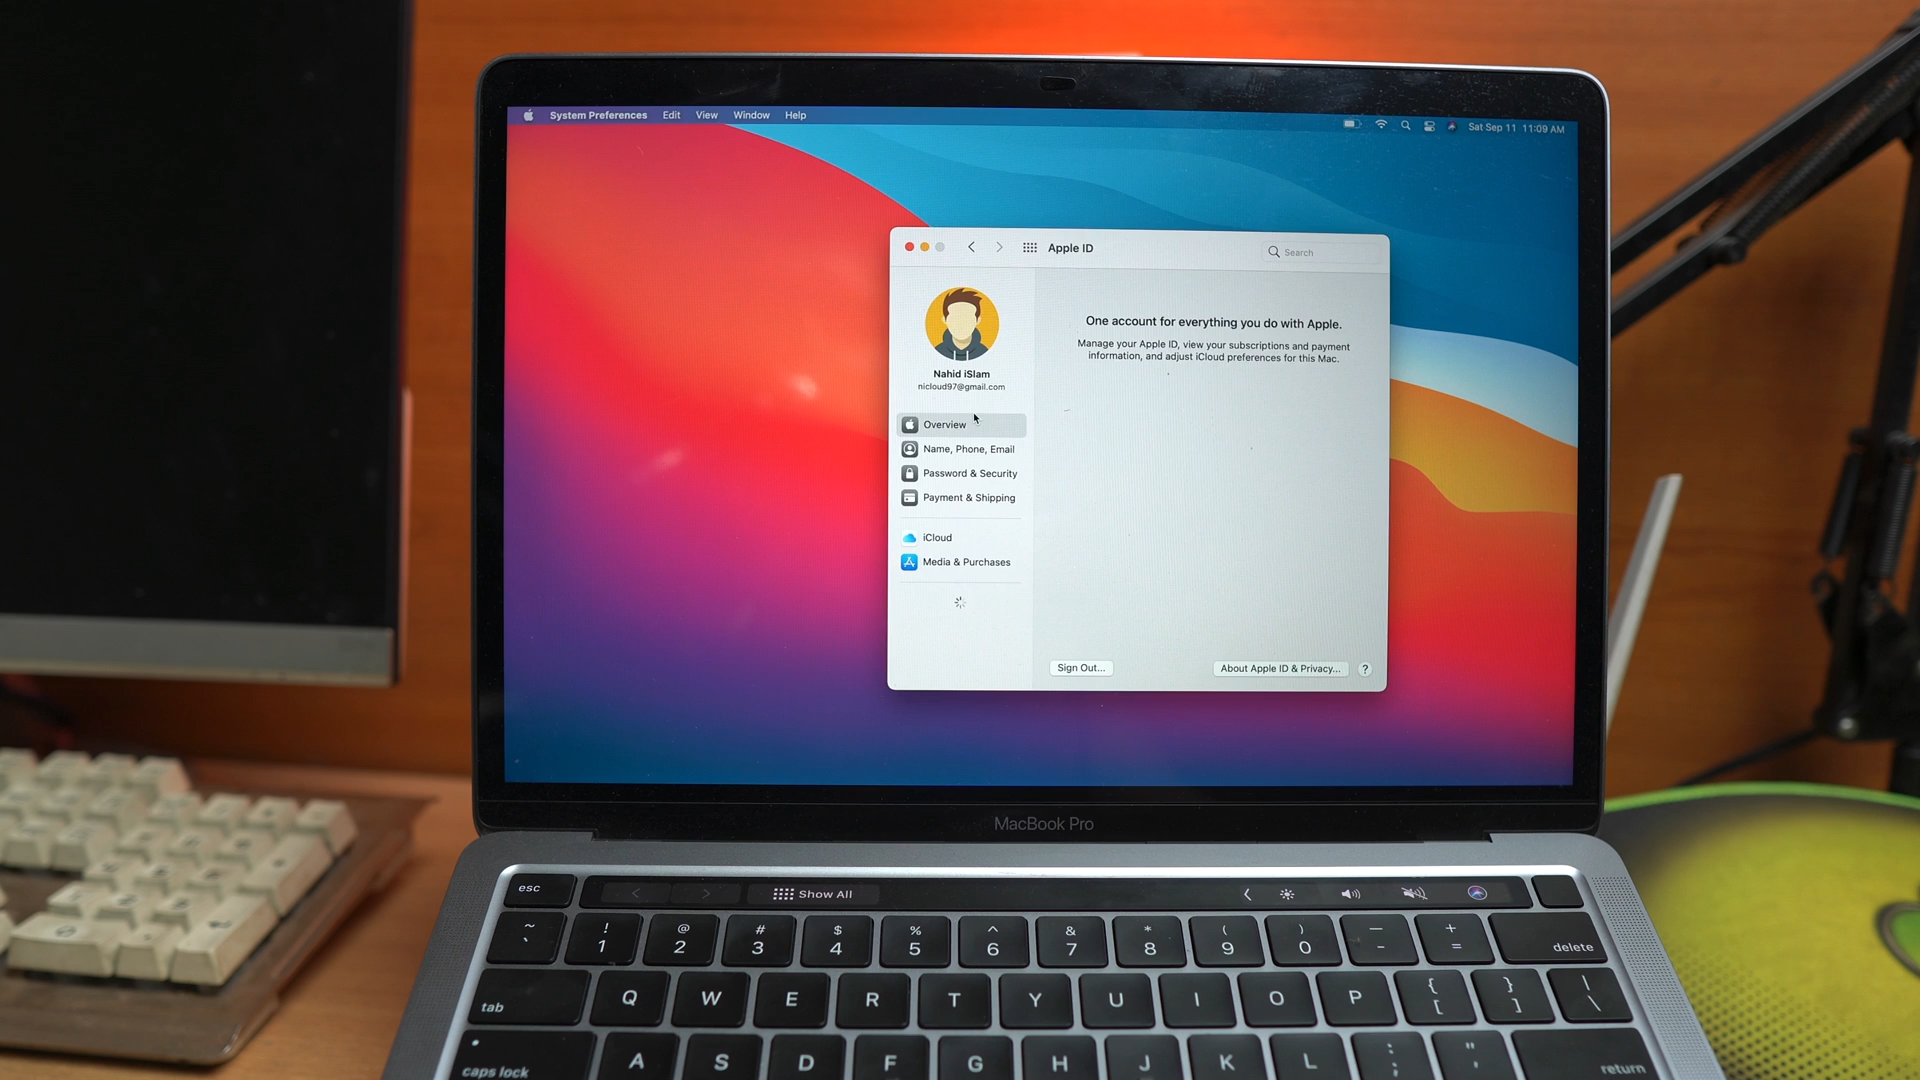 System Preferences Edit View Window Help
Sat Sep 11 11:09 AM
Apple ID
Search
One account for everything you do with Apple.
Manage your Apple ID, view your subscriptions and payment
information, and adjust iCloud preferences for this Mac.
Nahid iSlam
nicloud97@gmail.com
Overview
Name, Phone, Email
Password & Security
Payment & Shipping
iCloud
Media & Purchases
Sign Out...
About Apple ID & Privacy...
?
MacBook Pro
esc
Show All
~ ! @ # $ % ^ & * ( ) — +
` 1 2 3 4 5 6 7 8 9 0 - = delete
tab Q W E R T Y U I O P { [ } ] | \
caps lock A S D F G H J K L : ; " ' return